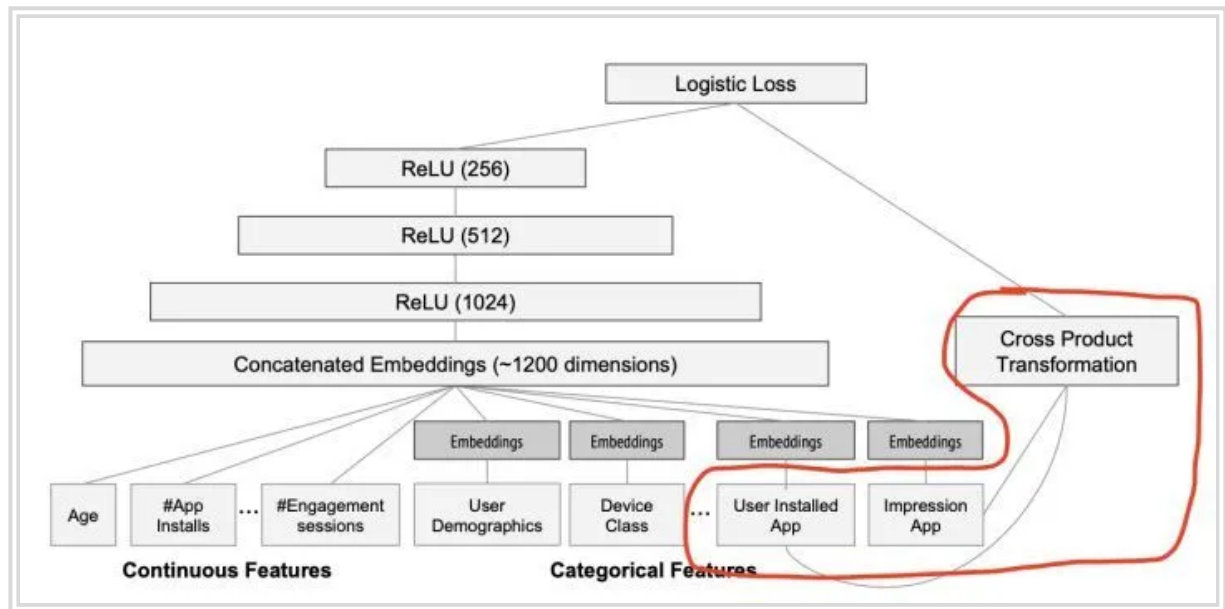 Logistic Loss
ReLU (256)
ReLU (512)
ReLU (1024)
Concatenated Embeddings (~1200 dimensions)
Cross Product
Transformation
Embeddings
Embeddings
Embeddings
Embeddings
Age
#App
Installs
...
#Engagement
sessions
User
Demographics
Device
Class
...
User Installed
App
Impression
App
Continuous Features
Categorical Features